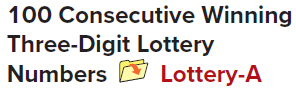 100 Consecutive Winning
Three-Digit Lottery
Numbers Lottery-A